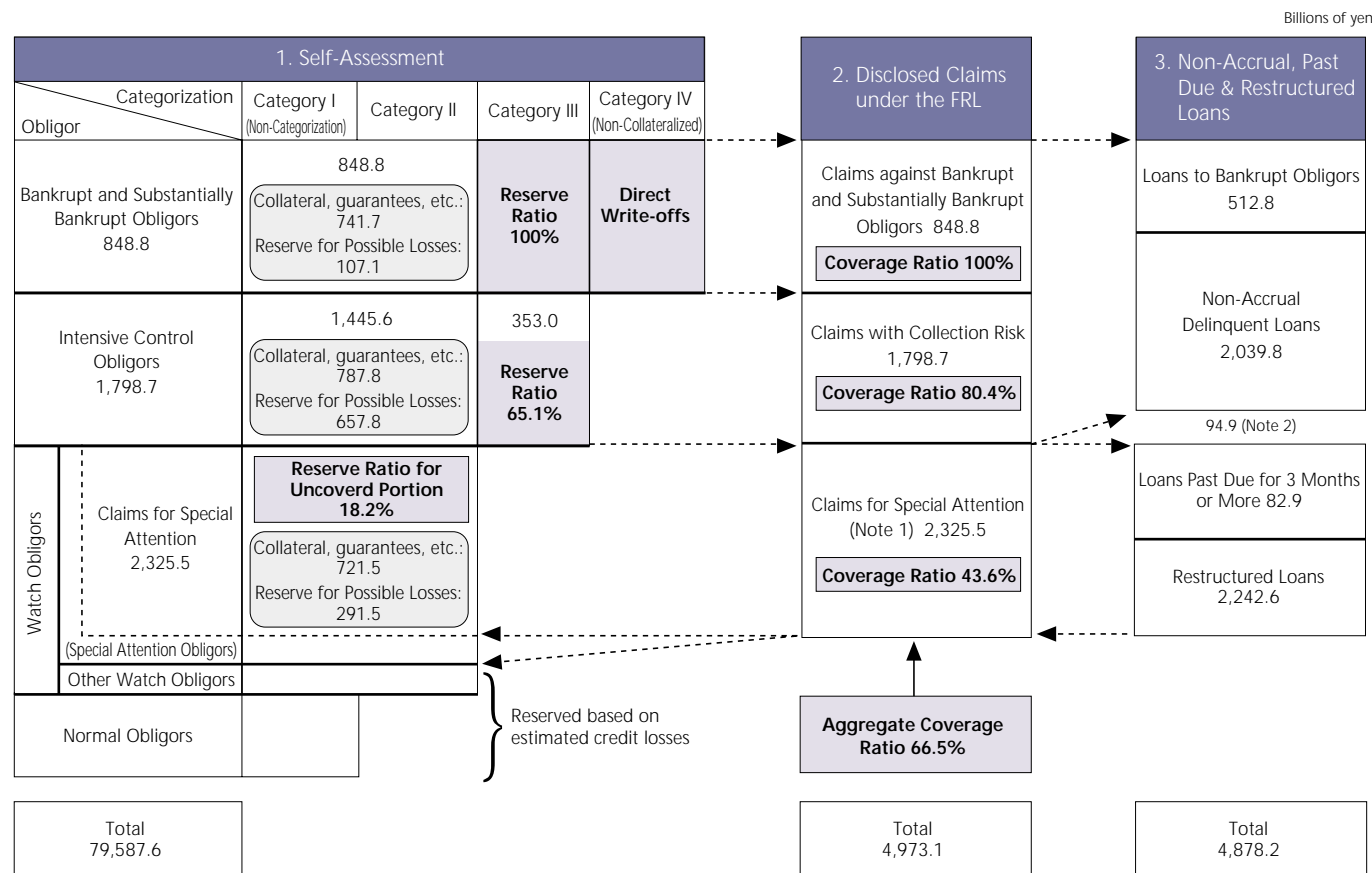 Billions of yen
1. Self-Assessment
Categorization
Obligor
Category I
(Non-Categorization)
Category II
Category III
Category IV
(Non-Collateralized)
Bankrupt and Substantially
Bankrupt Obligors
848.8
848.8
Collateral, guarantees, etc.:
741.7
Reserve for Possible Losses:
107.1
Reserve
Ratio
100%
Direct
Write-offs
Intensive Control
Obligors
1,798.7
1,445.6
Collateral, guarantees, etc.:
787.8
Reserve for Possible Losses:
657.8
353.0
Reserve
Ratio
65.1%
Watch Obligors
Claims for Special
Attention
2,325.5
Reserve Ratio for
Uncoverd Portion
18.2%
Collateral, guarantees, etc.:
721.5
Reserve for Possible Losses:
291.5
(Special Attention Obligors)
Other Watch Obligors
Normal Obligors
Reserved based on
estimated credit losses
Total
79,587.6
2. Disclosed Claims
under the FRL
Claims against Bankrupt
and Substantially Bankrupt
Obligors 848.8
Coverage Ratio 100%
Claims with Collection Risk
1,798.7
Coverage Ratio 80.4%
Claims for Special Attention
(Note 1) 2,325.5
Coverage Ratio 43.6%
Aggregate Coverage
Ratio 66.5%
Total
4,973.1
3. Non-Accrual, Past
Due & Restructured
Loans
Loans to Bankrupt Obligors
512.8
Non-Accrual
Delinquent Loans
2,039.8
94.9 (Note 2)
Loans Past Due for 3 Months
or More 82.9
Restructured Loans
2,242.6
Total
4,878.2